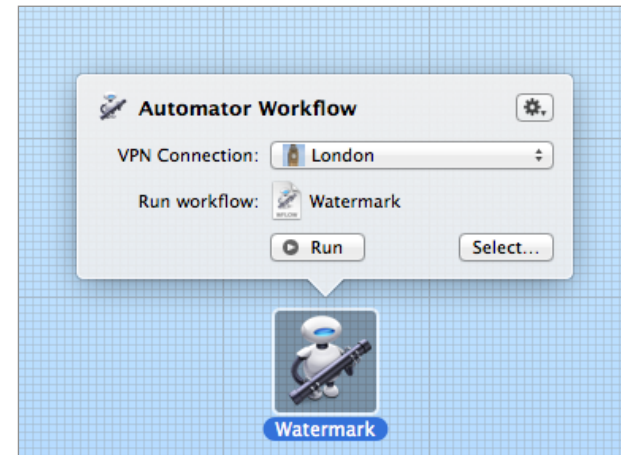 Automator Workflow
VPN Connection: London
Run workflow: Watermark
Run Select...
Watermark